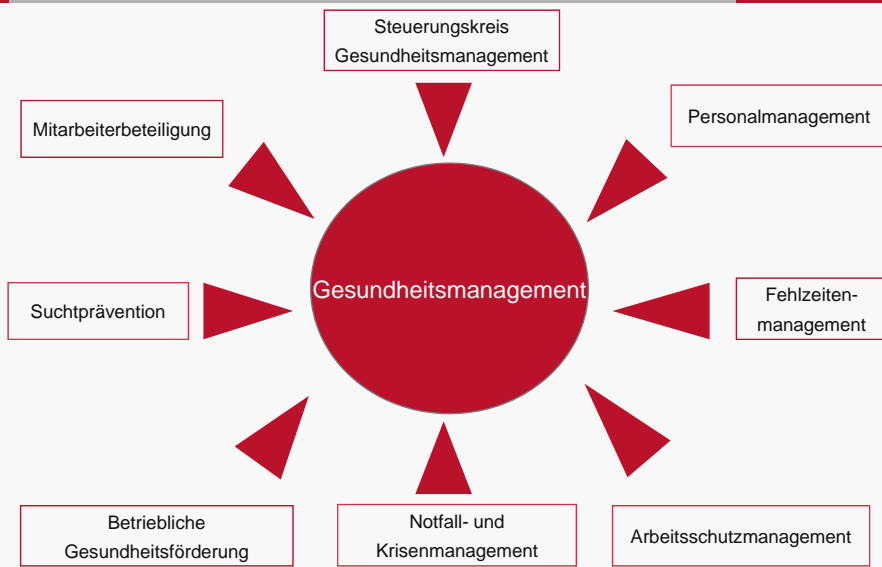 Steuerungskreis
Gesundheitsmanagement
Mitarbeiterbeteiligung
Personalmanagement
Gesundheitsmanagement
Suchtprävention
Fehlzeiten-
management
Betriebliche
Gesundheitsförderung
Notfall- und
Krisenmanagement
Arbeitsschutzmanagement